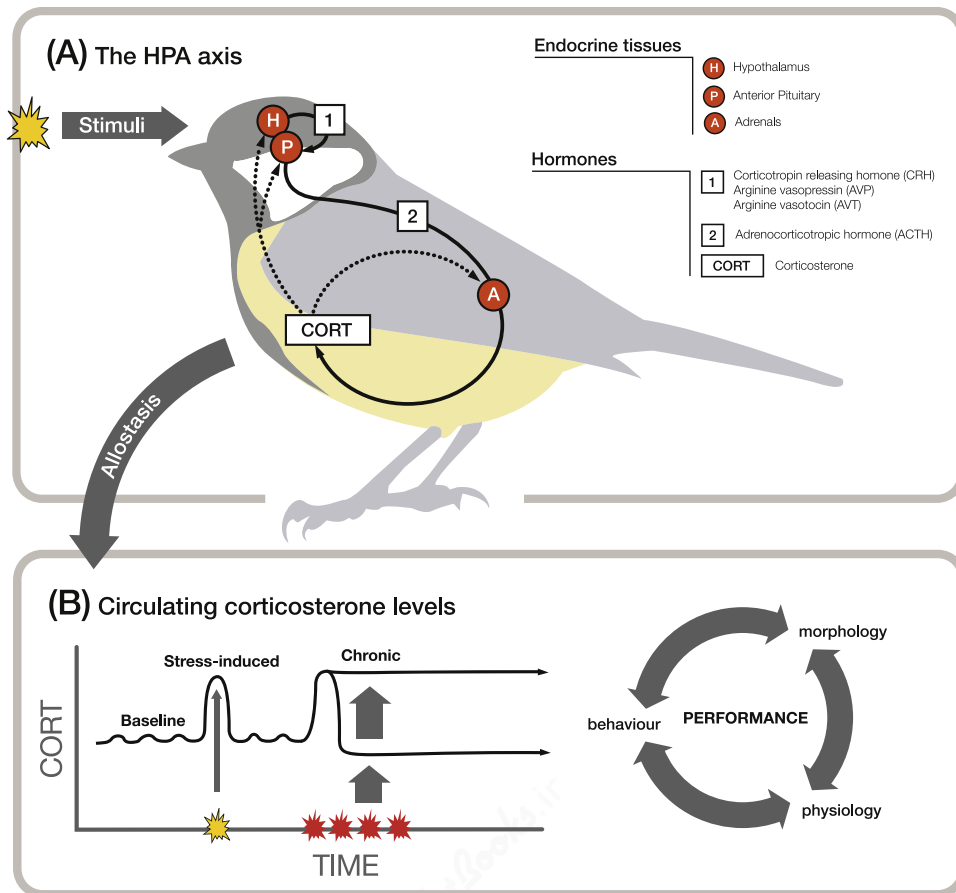 (A) The HPA axis
Stimuli
H
1
P
2
A
CORT
Endocrine tissues
H Hypothalamus
P Anterior Pituitary
A Adrenals
Hormones
1 Corticotropin releasing homone (CRH)
Arginine vasopressin (AVP)
Arginine vasotocin (AVT)
2 Adrenocorticotropic hormone (ACTH)
CORT Corticosterone
Allostasis
(B) Circulating corticosterone levels
Stress-induced
Chronic
Baseline
CORT
TIME
morphology
behaviour
PERFORMANCE
physiology